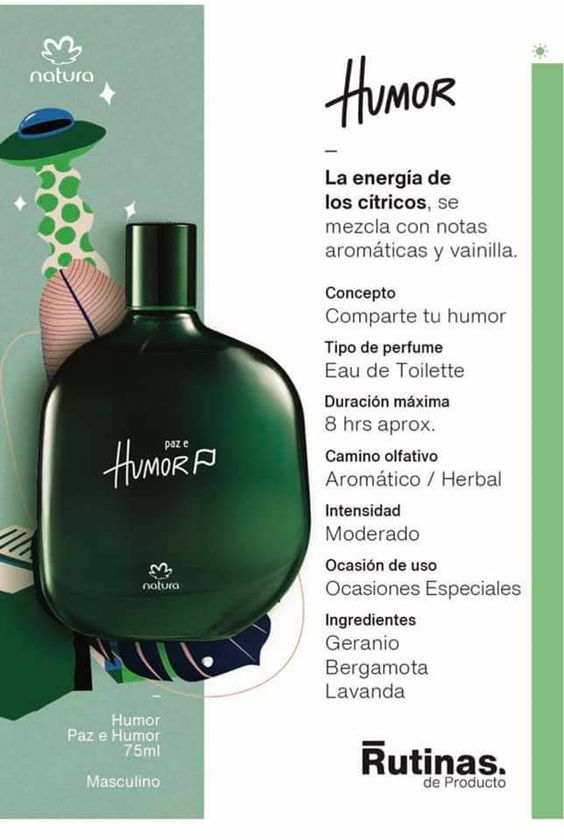 natura
HUMOR
La energía de
los cítricos, se
mezcla con notas
aromáticas y vainilla.
Concepto
Comparte tu humor
Tipo de perfume
Eau de Toilette
Duración máxima
8 hrs aprox.
Camino olfativo
Aromático / Herbal
Intensidad
Moderado
Ocasión de uso
Ocasiones Especiales
Ingredientes
Geranio
Bergamota
Lavanda
paz e
HUMOR
natura
Humor
Paz e Humor
75ml
Masculino
Rutinas.
de Producto